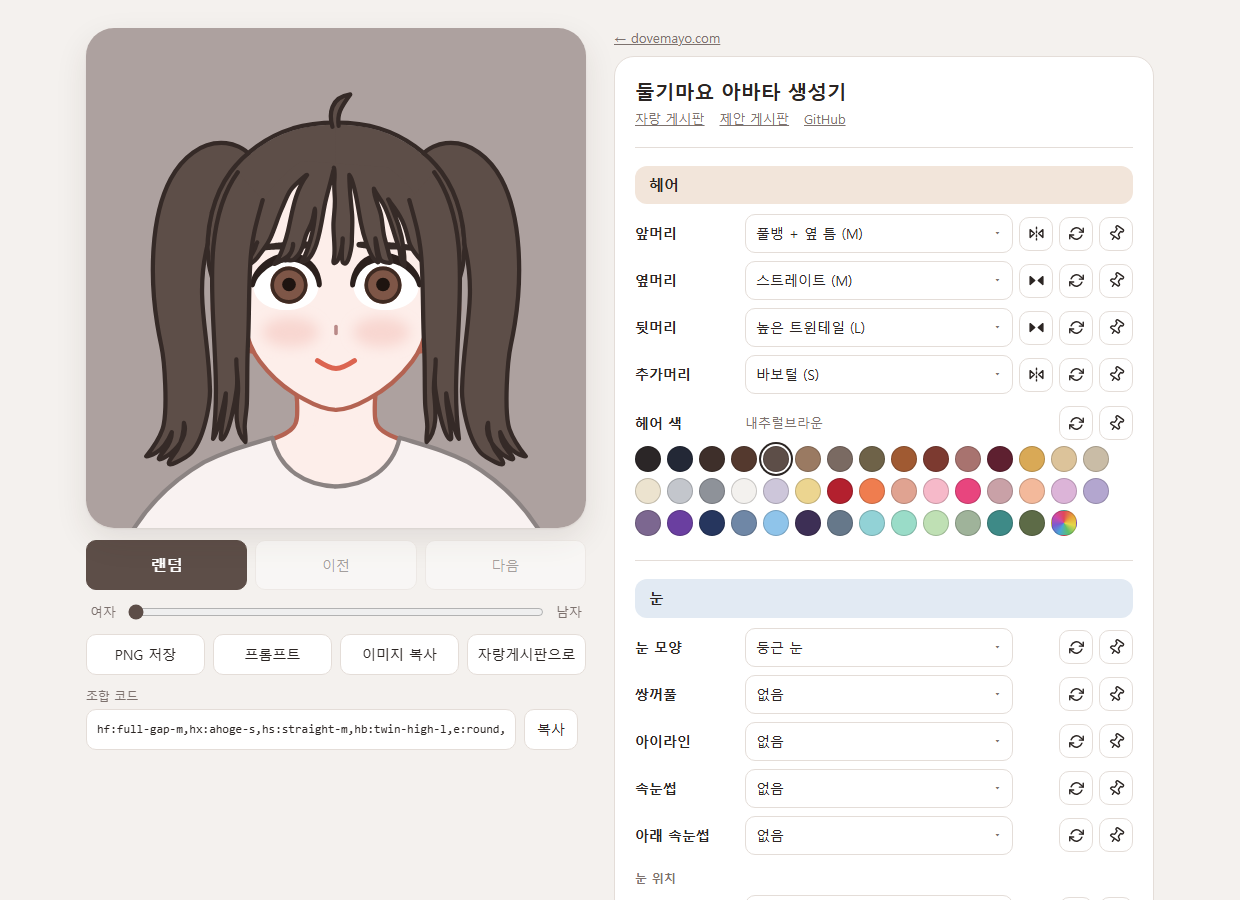 ← dovemayo.com
둘기마요 아바타 생성기
자랑 게시판 제안 게시판 GitHub
헤어
앞머리 풀뱅 + 옆 틈 (M)
옆머리 스트레이트 (M)
뒷머리 높은 트윈테일 (L)
추가머리 바보털 (S)
헤어 색 내추럴브라운
눈
눈 모양 둥근 눈
쌍꺼풀 없음
아이라인 없음
속눈썹 없음
아래 속눈썹 없음
눈 위치
랜덤 이전 다음
여자 남자
PNG 저장 프롬프트 이미지 복사 자랑게시판으로
조합 코드
hf:full-gap-m,hx:ahoge-s,hs:straight-m,hb:twin-high-l,e:round, 복사